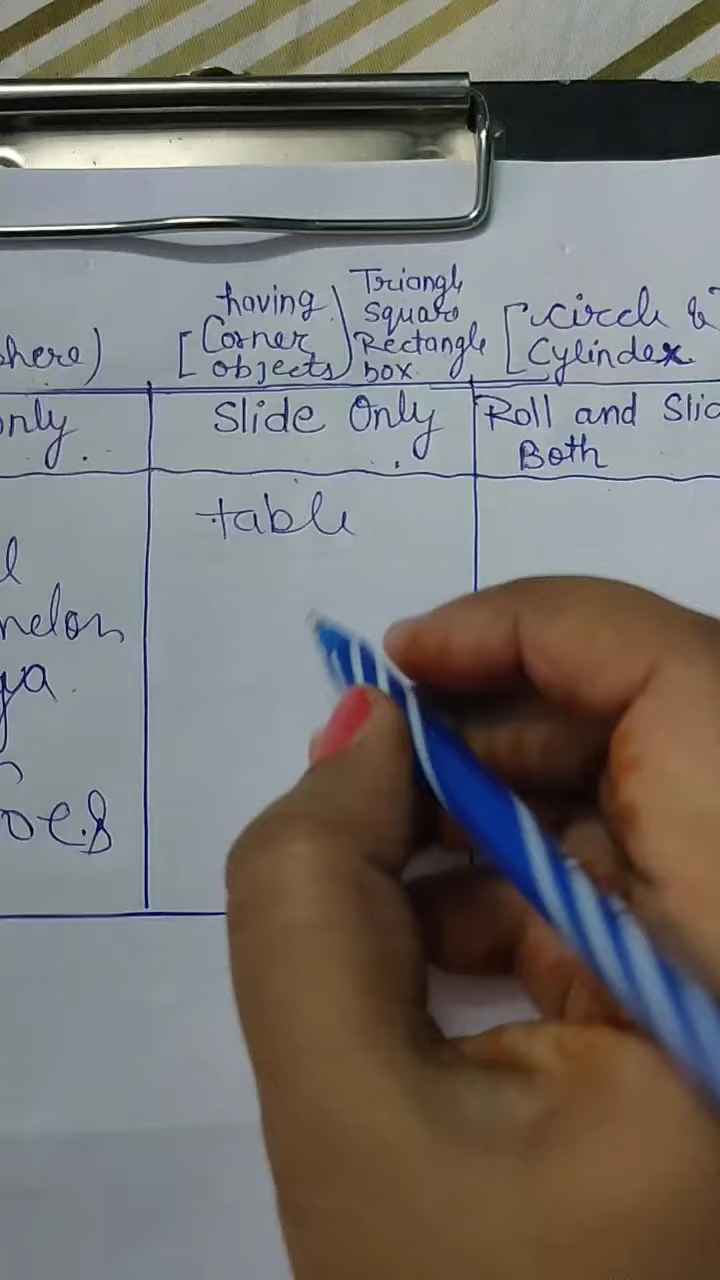 having Triangle
[ Corner Square
objects Rectangle
box
[ circle &
Cylinder
here)
only. Slide Only. Roll and Slid
Both
table
l
melon
ya.
oes